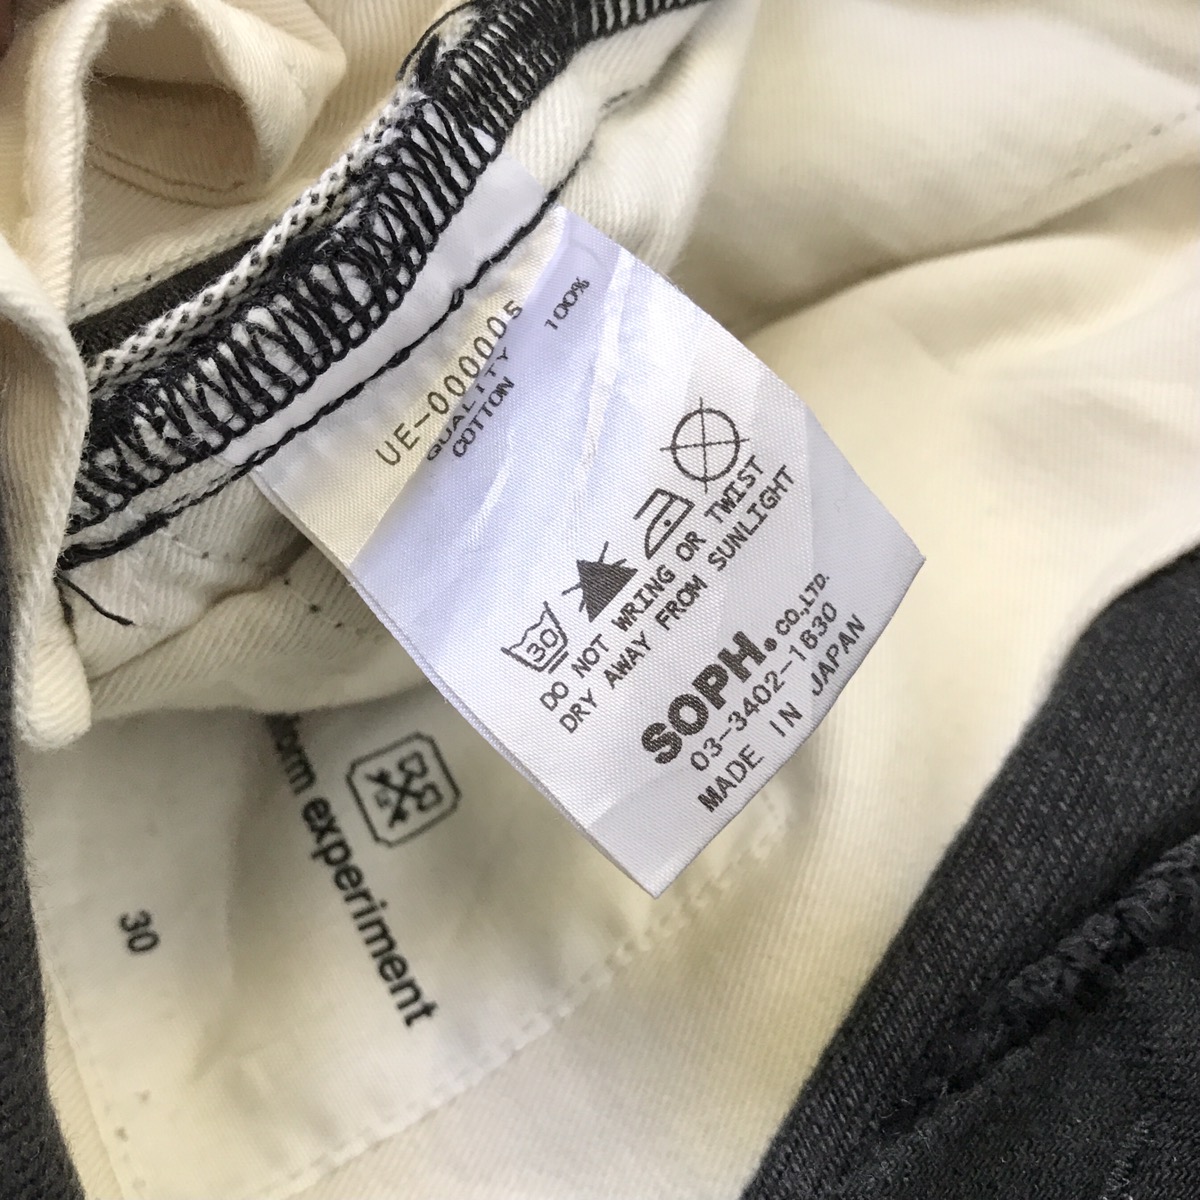 UE-000005
QUALITY
COTTON 100%
30
DO NOT WRING OR TWIST
DRY AWAY FROM SUNLIGHT
SOPH. CO.,LTD.
03-3402-1630
MADE IN JAPAN
form experiment
30